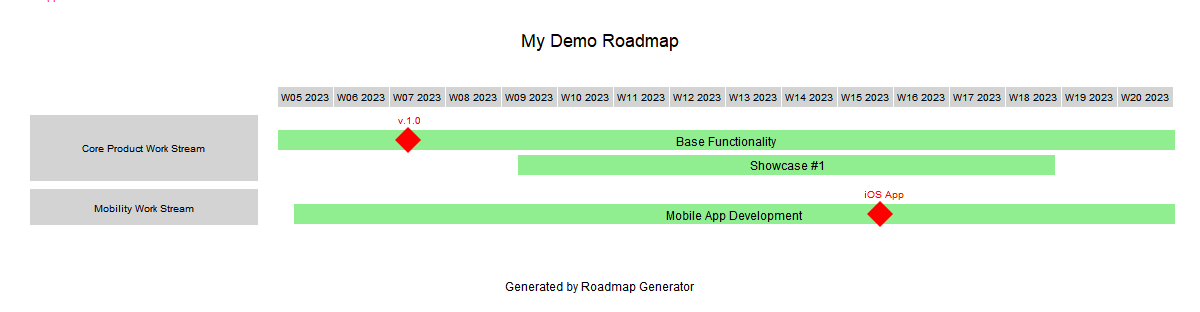 My Demo Roadmap
W05 2023 W06 2023 W07 2023 W08 2023 W09 2023 W10 2023 W11 2023 W12 2023 W13 2023 W14 2023 W15 2023 W16 2023 W17 2023 W18 2023 W19 2023 W20 2023
v.1.0
Core Product Work Stream
Base Functionality
Showcase #1
iOS App
Mobility Work Stream
Mobile App Development
Generated by Roadmap Generator